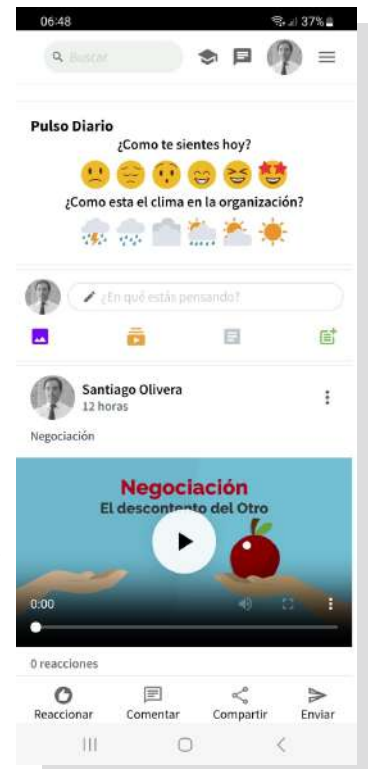 06:48 37%
Buscar
Pulso Diario
¿Como te sientes hoy?
¿Como esta el clima en la organización?
¿En qué estás pensando?
Santiago Olivera
12 horas
Negociación
Negociación
El descontento del Otro
0:00
0 reacciones
Reaccionar Comentar Compartir Enviar